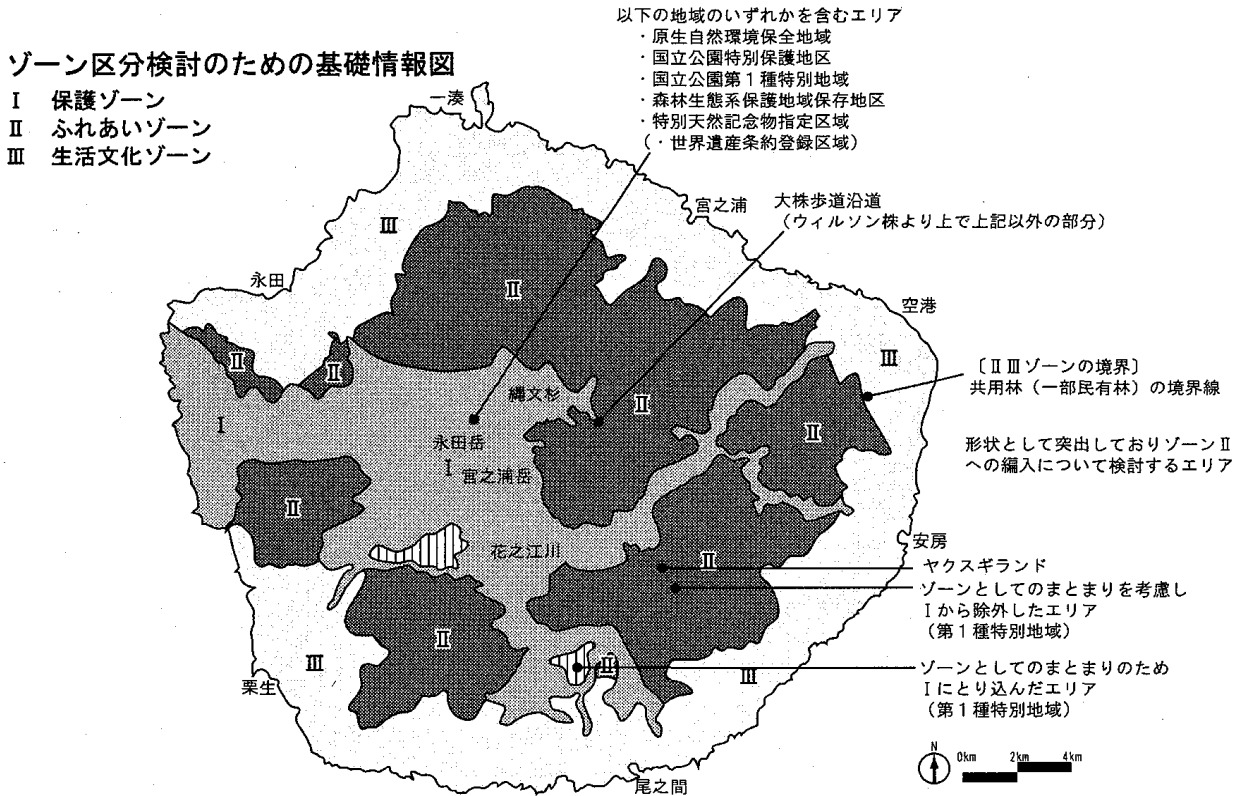 ゾーン区分検討のための基礎情報図
Ⅰ 保護ゾーン
Ⅱ ふれあいゾーン
Ⅲ 生活文化ゾーン
以下の地域のいずれかを含むエリア
・原生自然環境保全地域
・国立公園特別保護地区
・国立公園第1種特別地域
・森林生態系保護地域保存地区
・特別天然記念物指定区域
(・世界遺産条約登録区域)
一湊
宮之浦
大株歩道沿道
(ウィルソン株より上で上記以外の部分)
Ⅲ
永田
Ⅱ
空港
Ⅲ
Ⅱ
Ⅱ
〔ⅡⅢゾーンの境界〕
共用林(一部民有林)の境界線
縄文杉
Ⅱ
Ⅰ
Ⅱ
永田岳
Ⅰ
宮之浦岳
形状として突出しておりゾーンⅡ
への編入について検討するエリア
Ⅱ
花之江川
安房
Ⅱ
ヤクスギランド
ゾーンとしてのまとまりを考慮し
Ⅰから除外したエリア
(第1種特別地域)
Ⅱ
Ⅲ
Ⅱ
Ⅲ
ゾーンとしてのまとまりのため
Ⅰにとり込んだエリア
(第1種特別地域)
栗生
尾之間
N
0km 2km 4km